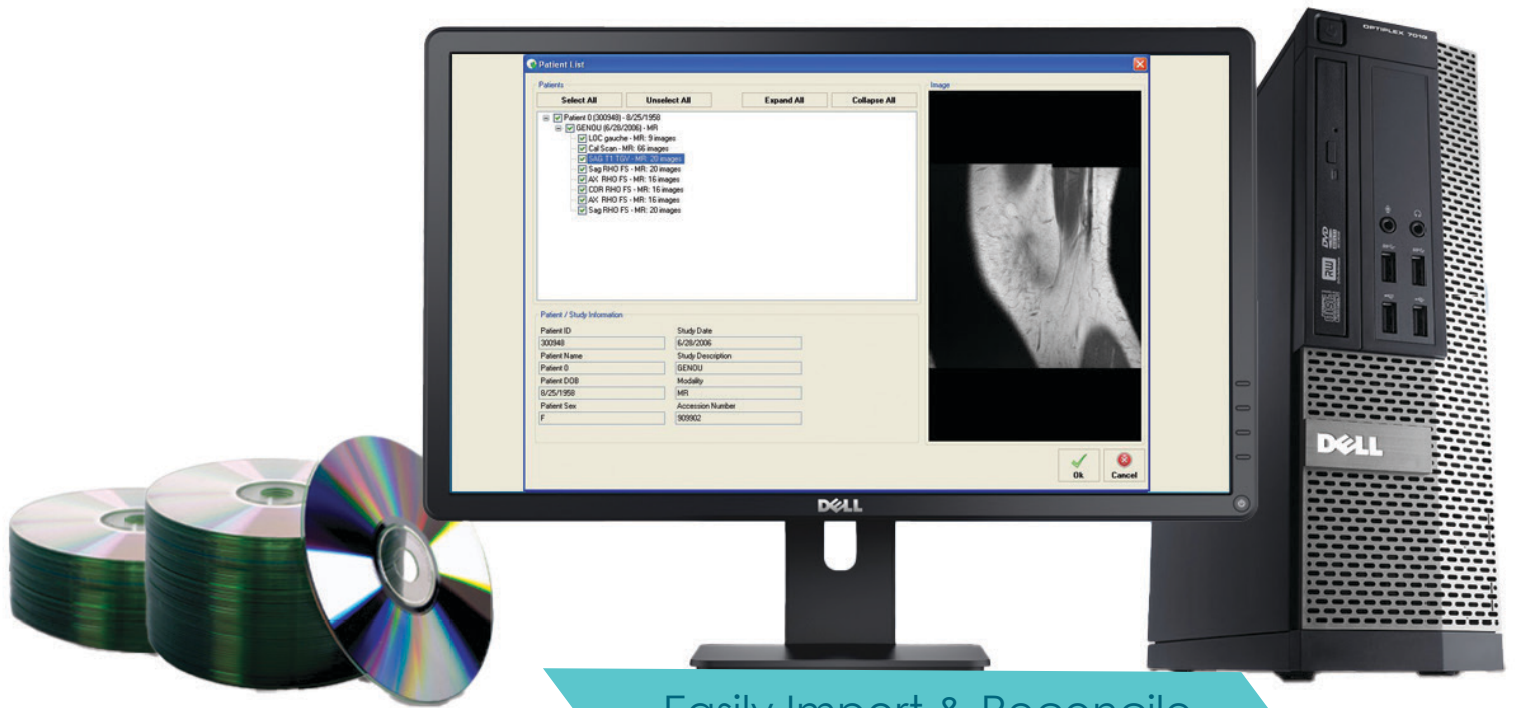 Patient List
Patients
Select All
Unselect All
Expand All
Collapse All
Patient 0 (300948) - 8/25/1958
GENOU (6/28/2006) - MR
LOC gauche - MR: 9 images
Cal Scan - MR: 66 images
SAG T1 TGV - MR: 20 images
Sag RHO FS - MR: 20 images
AX RHO FS - MR: 16 images
COR RHO FS - MR: 16 images
AX RHO FS - MR: 16 images
Sag RHO FS - MR: 20 images
Image
Patient / Study Information
Patient ID
300948
Patient Name
Patient 0
Patient DOB
8/25/1958
Patient Sex
F
Study Date
6/28/2006
Study Description
GENOU
Modality
MR
Accession Number
909902
Ok
Cancel
DELL
OPTIPLEX 7010
DVD
RW
DELL
Easily Import & Reconcile